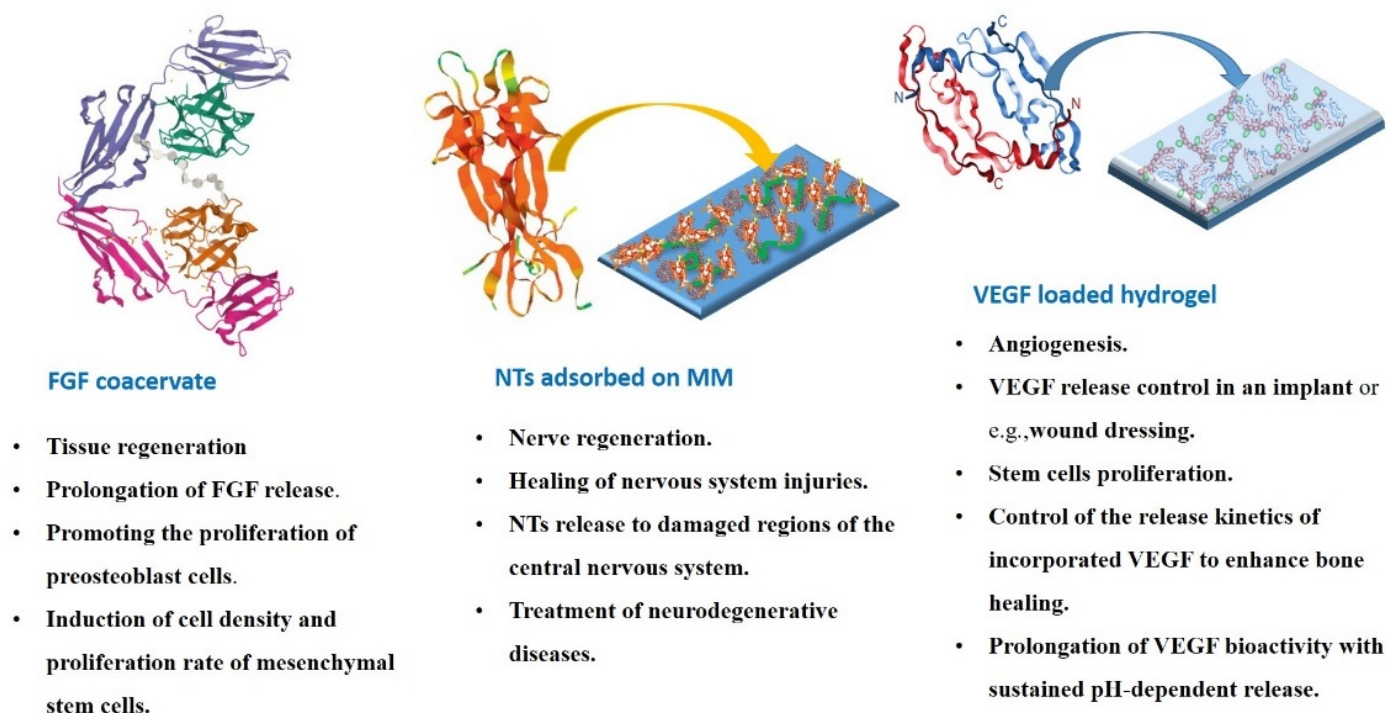 C
N
N
C
FGF coacervate
• Tissue regeneration
• Prolongation of FGF release.
• Promoting the proliferation of
preosteoblast cells.
• Induction of cell density and
proliferation rate of mesenchymal
stem cells.
NTs adsorbed on MM
• Nerve regeneration.
• Healing of nervous system injuries.
• NTs release to damaged regions of the
central nervous system.
• Treatment of neurodegenerative
diseases.
VEGF loaded hydrogel
• Angiogenesis.
• VEGF release control in an implant or
e.g.,wound dressing.
• Stem cells proliferation.
• Control of the release kinetics of
incorporated VEGF to enhance bone
healing.
• Prolongation of VEGF bioactivity with
sustained pH-dependent release.